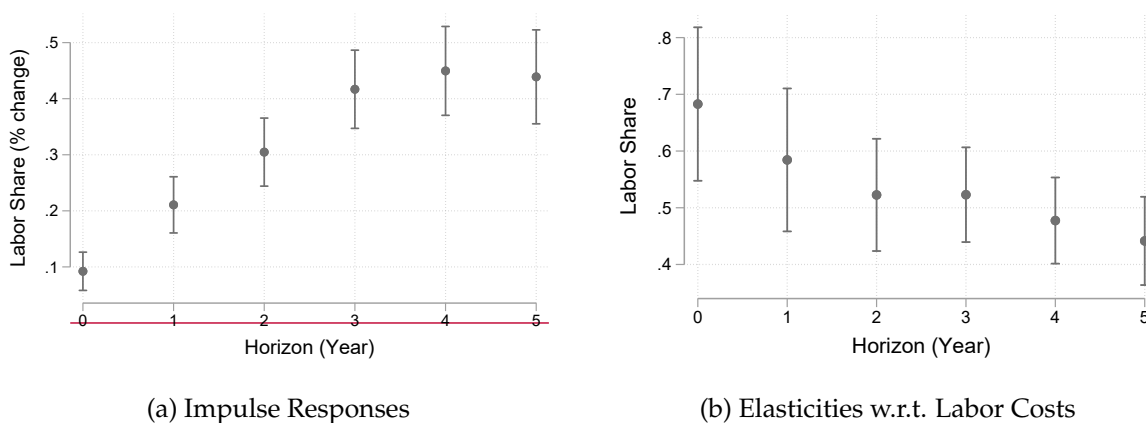 Labor Share (% change)
.5
.4
.3
.2
.1
0 1 2 3 4 5
Horizon (Year)
(a) Impulse Responses
Labor Share
.8
.7
.6
.5
.4
0 1 2 3 4 5
Horizon (Year)
(b) Elasticities w.r.t. Labor Costs